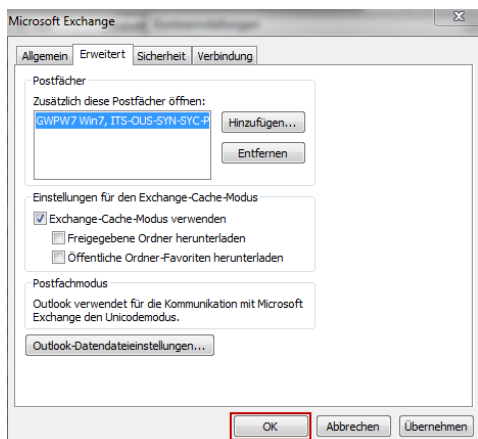 Microsoft Exchange
Allgemein Erweitert Sicherheit Verbindung
Postfächer
Zusätzlich diese Postfächer öffnen:
GWPW7 Win7, ITS-OUS-SYN-SYC-P
Hinzufügen...
Entfernen
Einstellungen für den Exchange-Cache-Modus
Exchange-Cache-Modus verwenden
Freigegebene Ordner herunterladen
Öffentliche Ordner-Favoriten herunterladen
Postfachmodus
Outlook verwendet für die Kommunikation mit Microsoft
Exchange den Unicodemodus.
Outlook-Datendateieinstellungen...
OK Abbrechen Übernehmen